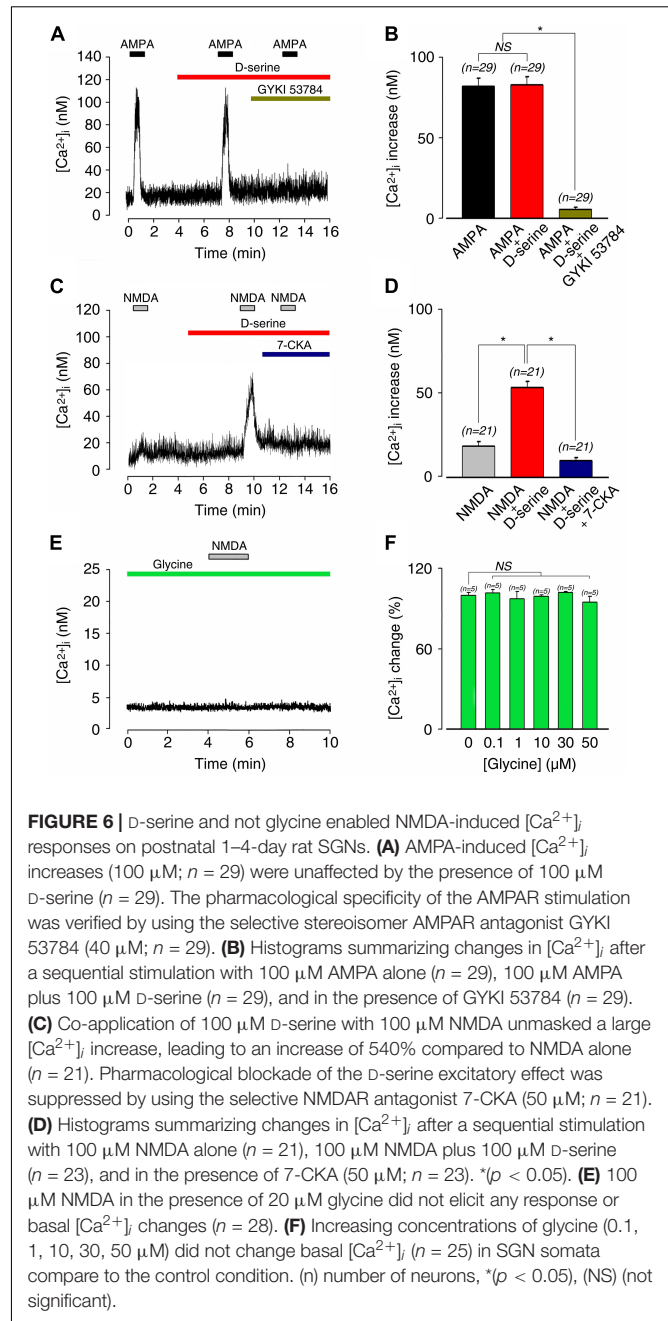 A
AMPA AMPA AMPA
D-serine
GYKI 53784
[Ca2+]i (nM)
140
120
100
80
60
40
20
0
0 2 4 6 8 10 12 14 16
Time (min)
B
*
NS
(n=29) (n=29)
(n=29)
[Ca2+]i increase (nM)
100
50
0
AMPA
AMPA + D-serine
AMPA + D-serine + GYKI 53784
C
NMDA NMDA NMDA
D-serine
7-CKA
[Ca2+]i (nM)
120
100
80
60
40
20
0
0 2 4 6 8 10 12 14 16
Time (min)
D
* *
(n=21)
(n=21) (n=21)
[Ca2+]i increase (nM)
100
50
0
NMDA
NMDA + D-serine
NMDA + D-serine + 7-CKA
E
NMDA
Glycine
[Ca2+]i (nM)
25
20
15
10
5
0
0 2 4 6 8 10
Time (min)
F
NS
(n=5) (n=5) (n=5) (n=5) (n=5) (n=5)
[Ca2+]i change (%)
120
100
0
0 0.1 1 10 30 50
[Glycine] (μM)
FIGURE 6 | D-serine and not glycine enabled NMDA-induced [Ca2+]i
responses on postnatal 1–4-day rat SGNs. (A) AMPA-induced [Ca2+]i
increases (100 μM; n = 29) were unaffected by the presence of 100 μM
D-serine (n = 29). The pharmacological specificity of the AMPAR stimulation
was verified by using the selective stereoisomer AMPAR antagonist GYKI
53784 (40 μM; n = 29). (B) Histograms summarizing changes in [Ca2+]i after
a sequential stimulation with 100 μM AMPA alone (n = 29), 100 μM AMPA
plus 100 μM D-serine (n = 29), and in the presence of GYKI 53784 (n = 29).
(C) Co-application of 100 μM D-serine with 100 μM NMDA unmasked a large
[Ca2+]i increase, leading to an increase of 540% compared to NMDA alone
(n = 21). Pharmacological blockade of the D-serine excitatory effect was
suppressed by using the selective NMDAR antagonist 7-CKA (50 μM; n = 21).
(D) Histograms summarizing changes in [Ca2+]i after a sequential stimulation
with 100 μM NMDA alone (n = 21), 100 μM NMDA plus 100 μM D-serine
(n = 23), and in the presence of 7-CKA (50 μM; n = 23). *(p < 0.05). (E) 100
μM NMDA in the presence of 20 μM glycine did not elicit any response or
basal [Ca2+]i changes (n = 28). (F) Increasing concentrations of glycine (0.1,
1, 10, 30, 50 μM) did not change basal [Ca2+]i (n = 25) in SGN somata
compare to the control condition. (n) number of neurons, *(p < 0.05), (NS) (not
significant).